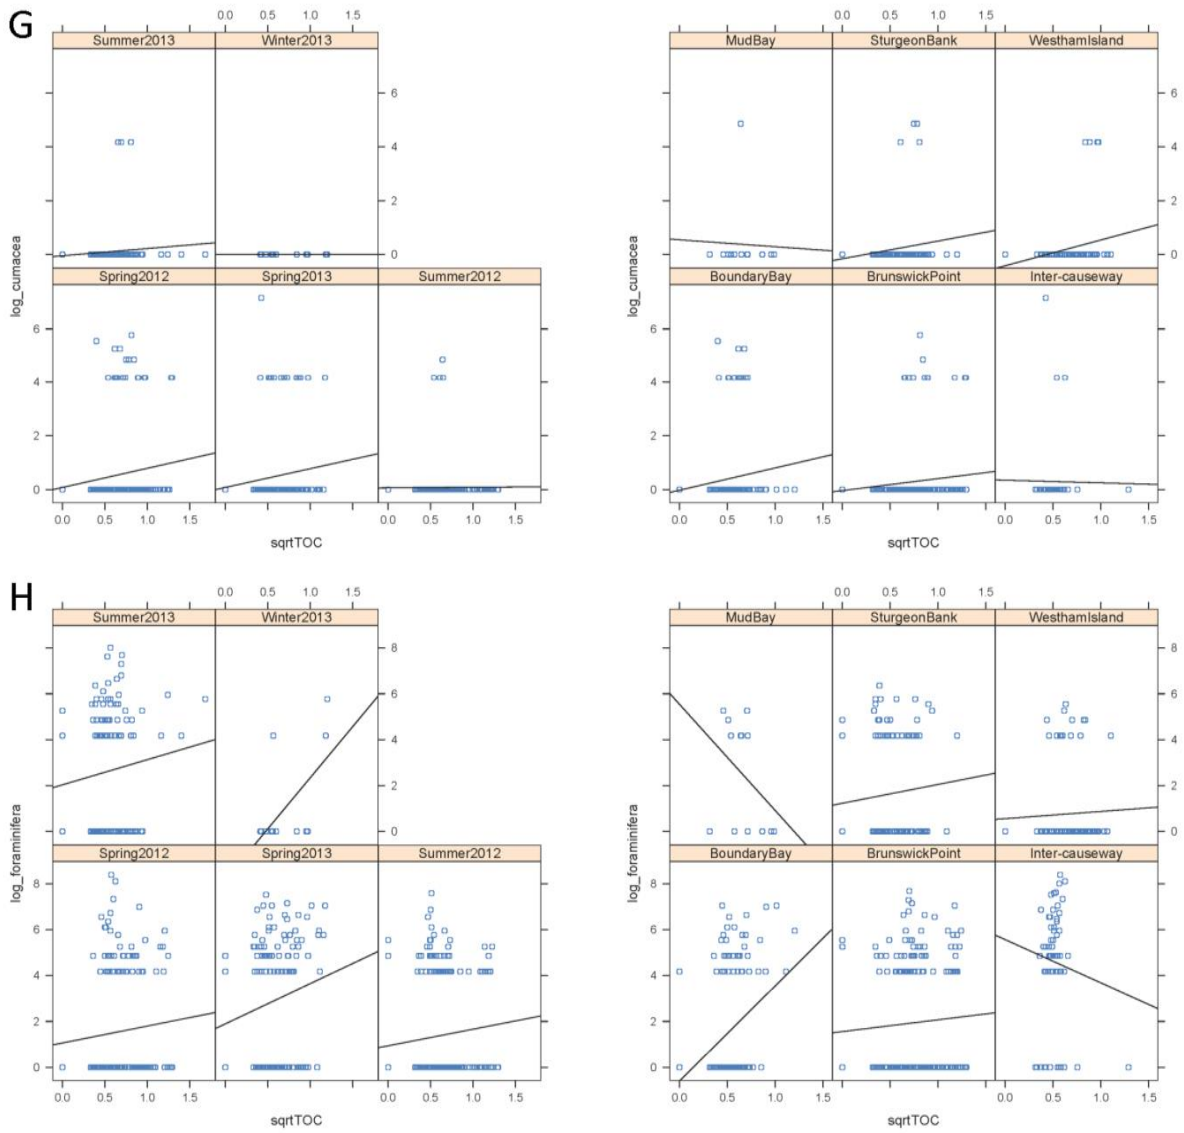 G
0.0 0.5 1.0 1.5
0.0 0.5 1.0 1.5
Summer2013 Winter2013
MudBay SturgeonBank WesthamIsland
6
6
4
4
2
2
0
0
Spring2012 Spring2013 Summer2012
BoundaryBay BrunswickPoint Inter-causeway
log_cumacea
log_cumacea
6
6
4
4
2
2
0
0
0.0 0.5 1.0 1.5 0.0 0.5 1.0 1.5
0.0 0.5 1.0 1.5 0.0 0.5 1.0 1.5
sqrtTOC
sqrtTOC
H
0.0 0.5 1.0 1.5
0.0 0.5 1.0 1.5
Summer2013 Winter2013
MudBay SturgeonBank WesthamIsland
8
8
6
6
4
4
2
2
0
0
Spring2012 Spring2013 Summer2012
BoundaryBay BrunswickPoint Inter-causeway
log_foraminifera
log_foraminifera
8
8
6
6
4
4
2
2
0
0
0.0 0.5 1.0 1.5 0.0 0.5 1.0 1.5
0.0 0.5 1.0 1.5 0.0 0.5 1.0 1.5
sqrtTOC
sqrtTOC